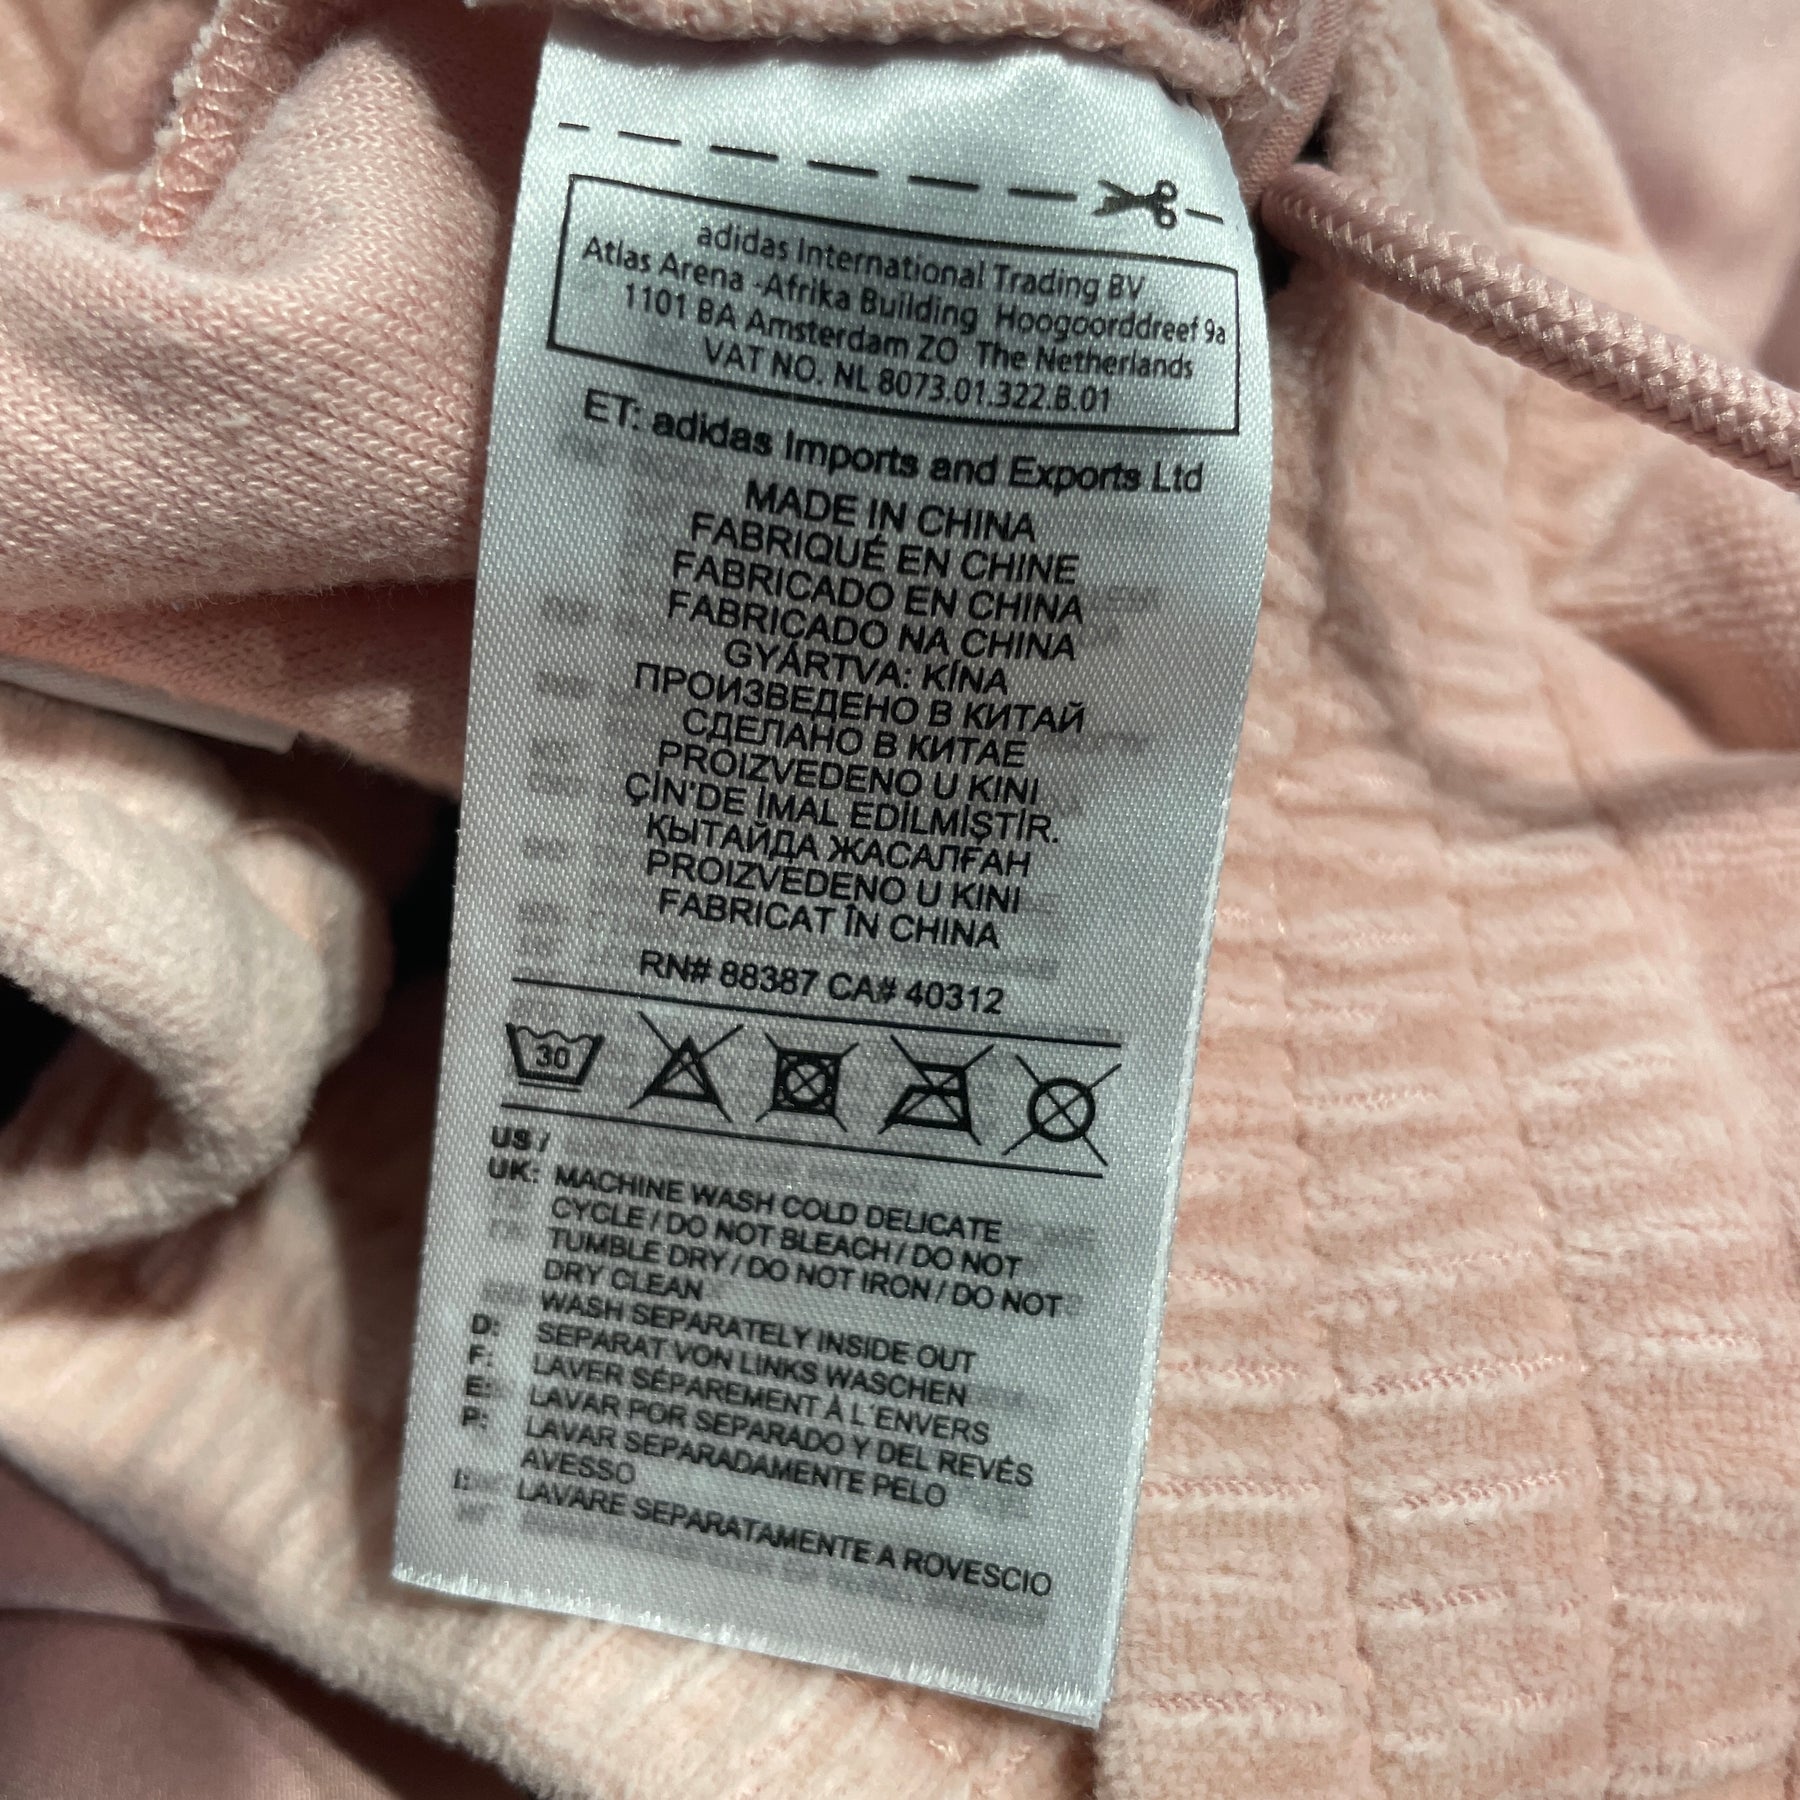 adidas International Trading BV
Atlas Arena -Afrika Building Hoogoorddreef 9a
1101 BA Amsterdam ZO The Netherlands
VAT NO. NL 8073.01.322.B.01
ET: adidas Imports and Exports Ltd
MADE IN CHINA
FABRIQUÉ EN CHINE
FABRICADO EN CHINA
FABRICADO NA CHINA
GYÁRTVA: KÍNA
ПРОИЗВЕДЕНО В КИТАЙ
СДЕЛАНО В КИТАЕ
PROIZVEDENO U KINI
ÇİN'DE İMAL EDİLMİŞTİR.
ҚЫТАЙДА ЖАСАЛҒАН
PROIZVEDENO U KINI
FABRICAT ÎN CHINA
RN# 88387 CA# 40312
30
US /
UK: MACHINE WASH COLD DELICATE
CYCLE / DO NOT BLEACH / DO NOT
TUMBLE DRY / DO NOT IRON / DO NOT
DRY CLEAN
WASH SEPARATELY INSIDE OUT
D: SEPARAT VON LINKS WASCHEN
F: LAVER SÉPAREMENT À L´ENVERS
E: LAVAR POR SEPARADO Y DEL REVÉS
P: LAVAR SEPARADAMENTE PELO
AVESSO
I: LAVARE SEPARATAMENTE A ROVESCIO